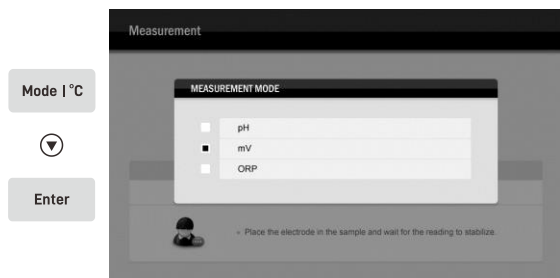 Measurement
Mode | °C
MEASUREMENT MODE
pH
mV
ORP
Enter
• Place the electrode in the sample and wait for the reading to stabilize.